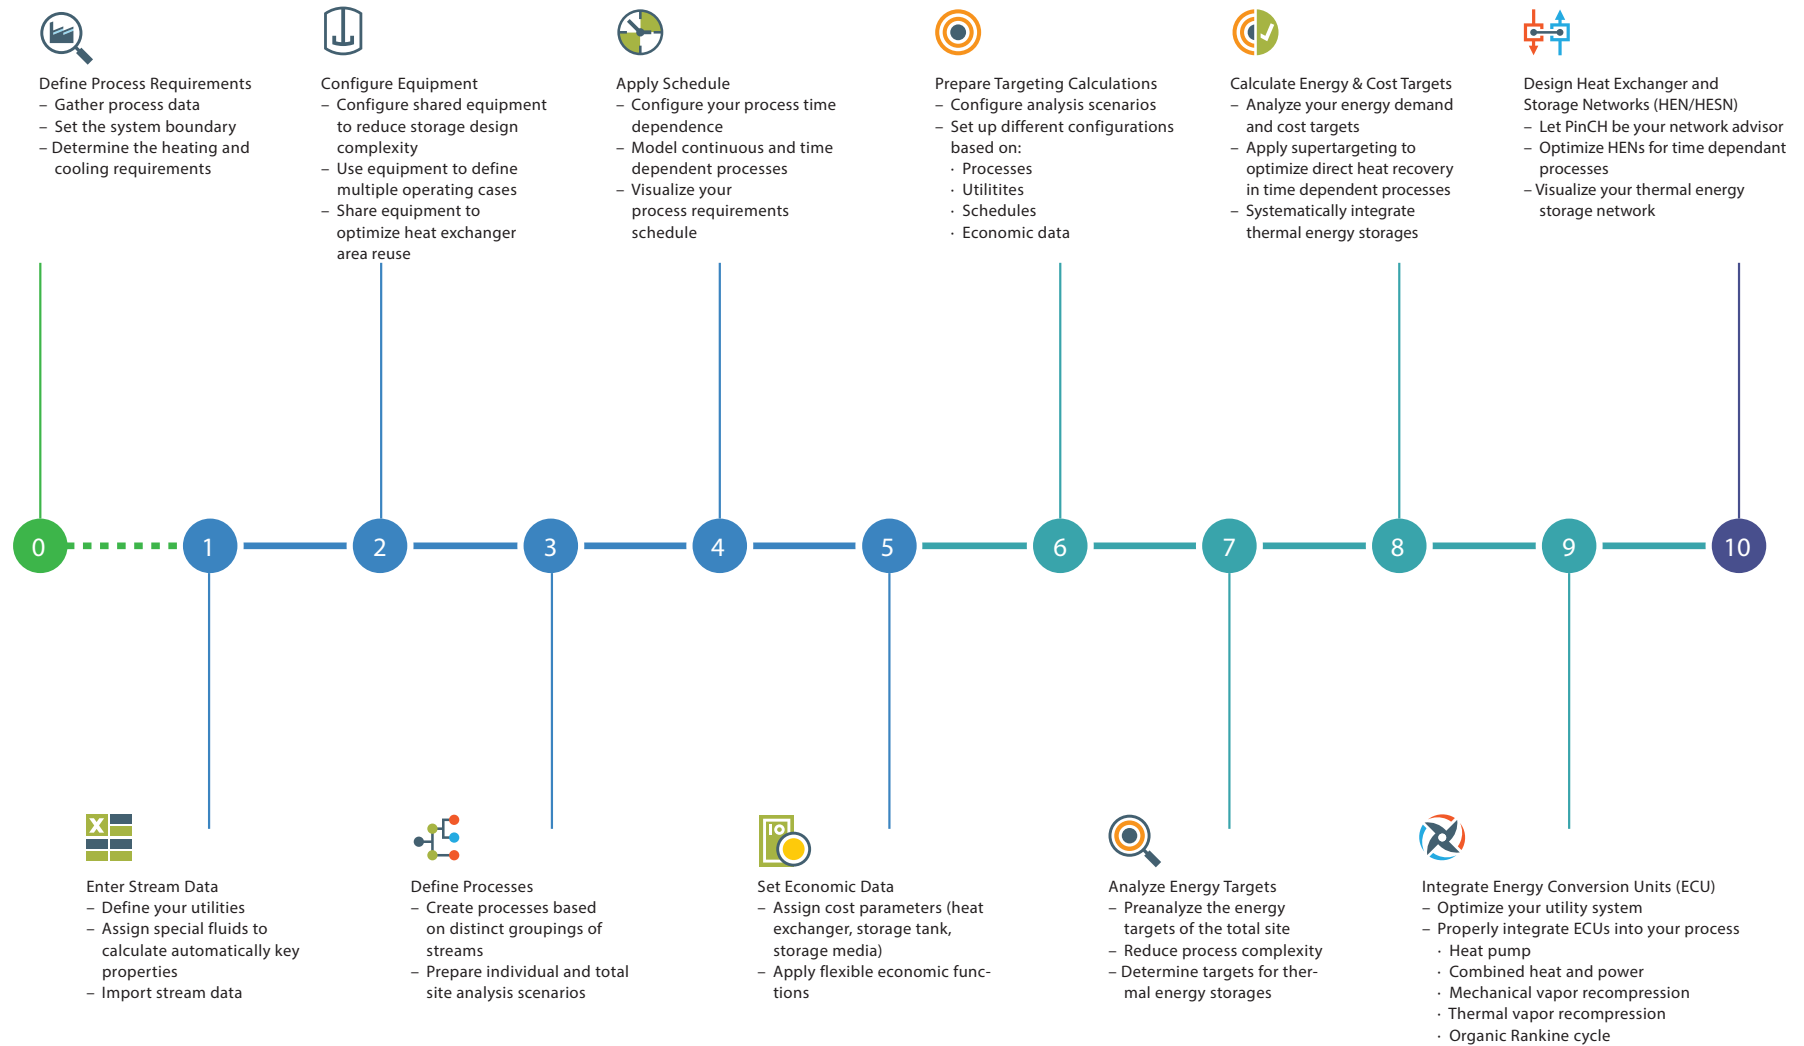 Define Process Requirements
– Gather process data
– Set the system boundary
– Determine the heating and
cooling requirements
Configure Equipment
– Configure shared equipment
to reduce storage design
complexity
– Use equipment to define
multiple operating cases
– Share equipment to
optimize heat exchanger
area reuse
Apply Schedule
– Configure your process time
dependence
– Model continuous and time
dependent processes
– Visualize your
process requirements
schedule
Prepare Targeting Calculations
– Configure analysis scenarios
– Set up different configurations
based on:
· Processes
· Utilitites
· Schedules
· Economic data
Calculate Energy & Cost Targets
– Analyze your energy demand
and cost targets
– Apply supertargeting to
optimize direct heat recovery
in time dependent processes
– Systematically integrate
thermal energy storages
Design Heat Exchanger and
Storage Networks (HEN/HESN)
– Let PinCH be your network advisor
– Optimize HENs for time dependant
processes
– Visualize your thermal energy
storage network
0
1
2
3
4
5
6
7
8
9
10
X
Enter Stream Data
– Define your utilities
– Assign special fluids to
calculate automatically key
properties
– Import stream data
Define Processes
– Create processes based
on distinct groupings of
streams
– Prepare individual and total
site analysis scenarios
10
Set Economic Data
– Assign cost parameters (heat
exchanger, storage tank,
storage media)
– Apply flexible economic func-
tions
Analyze Energy Targets
– Preanalyze the energy
targets of the total site
– Reduce process complexity
– Determine targets for ther-
mal energy storages
Integrate Energy Conversion Units (ECU)
– Optimize your utility system
– Properly integrate ECUs into your process
· Heat pump
· Combined heat and power
· Mechanical vapor recompression
· Thermal vapor recompression
· Organic Rankine cycle